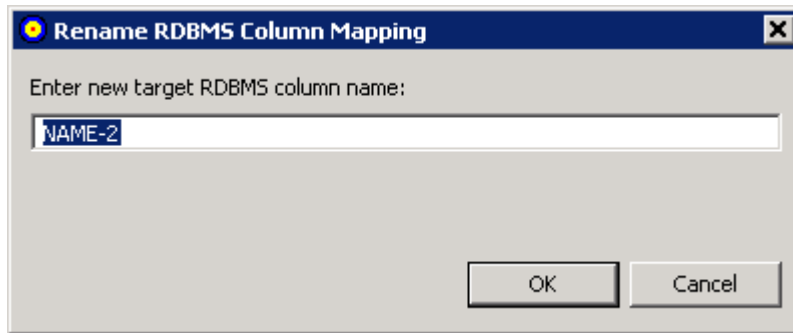 Rename RDBMS Column Mapping
Enter new target RDBMS column name:
NAME-2
OK Cancel